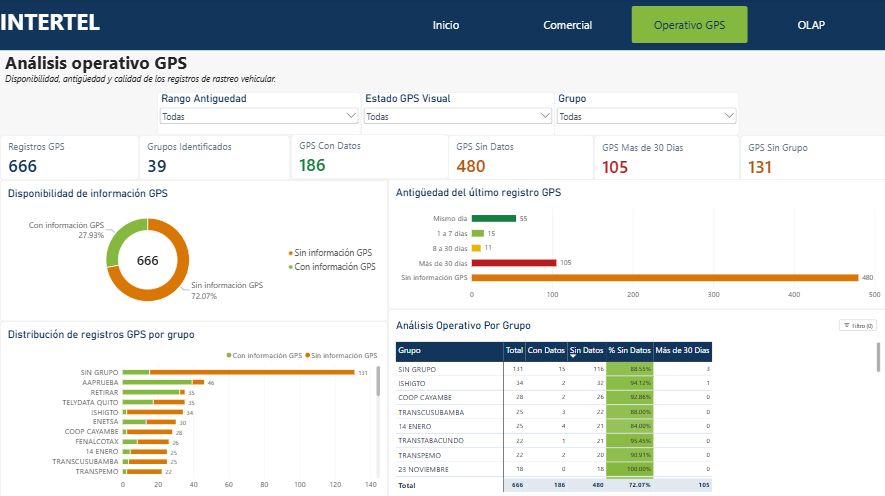 INTERTEL
Inicio
Comercial
Operativo GPS
OLAP
Análisis operativo GPS
Disponibilidad, antigüedad y calidad de los registros de rastreo vehicular.
Rango Antiguedad
Todas
Estado GPS Visual
Todas
Grupo
Todas
Registros GPS
666
Grupos Identificados
39
GPS Con Datos
186
GPS Sin Datos
480
GPS Mas de 30 Dias
105
GPS Sin Grupo
131
Disponibilidad de información GPS
Con información GPS
27.93%
666
Sin información GPS
72.07%
Sin información GPS
Con información GPS
Antigüedad del último registro GPS
Mismo día 55
1 a 7 días 15
8 a 30 días 11
Más de 30 días 105
Sin información GPS 480
0 100 200 300 400 500
Distribución de registros GPS por grupo
Con información GPS Sin información GPS
SIN GRUPO 131
AAPRUEBA 46
RETIRAR 35
TELYDATA QUITO 35
ISHIGTO 34
ENETSA 30
COOP CAYAMBE 28
FENALCOTAX 26
14 ENERO 25
TRANSCUSUBAMBA 25
TRANSPEMO 22
0 20 40 60 80 100 120 140
Análisis Operativo Por Grupo
Filtro (0)
Grupo Total Con Datos Sin Datos % Sin Datos Más de 30 Dias
SIN GRUPO 131 15 116 88.55% 3
ISHIGTO 34 2 32 94.12% 1
COOP CAYAMBE 28 2 26 92.86% 0
TRANSCUSUBAMBA 25 3 22 88.00% 0
14 ENERO 25 4 21 84.00% 0
TRANSTABACUNDO 22 1 21 95.45% 0
TRANSPEMO 22 2 20 90.91% 0
23 NOVIEMBRE 18 0 18 100.00% 0
Total 666 186 480 72.07% 105